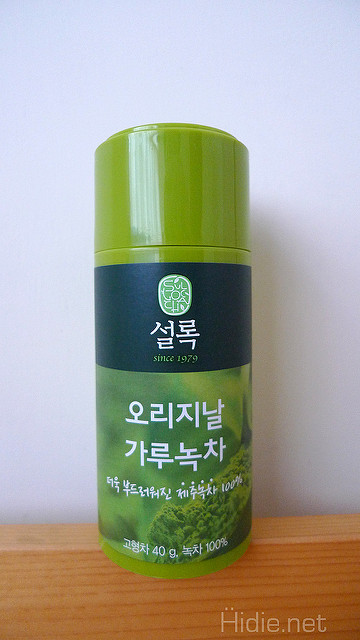 설록
since 1979
오리지날
가루녹차
더욱 부드러워진 제주녹차 100%
고형차 40 g, 녹차 100%
Hidie.net